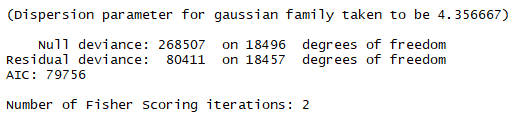 (Dispersion parameter for gaussian family taken to be 4.356667)
Null deviance: 268507 on 18496 degrees of freedom
Residual deviance: 80411 on 18457 degrees of freedom
AIC: 79756
Number of Fisher Scoring iterations: 2